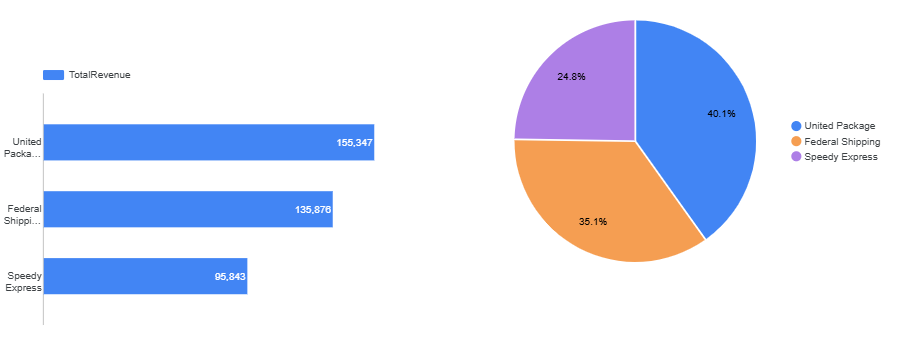 TotalRevenue
United
Packa...
155,347
Federal
Shippi...
135,876
Speedy
Express
95,843
24.8%
40.1%
35.1%
United Package
Federal Shipping
Speedy Express